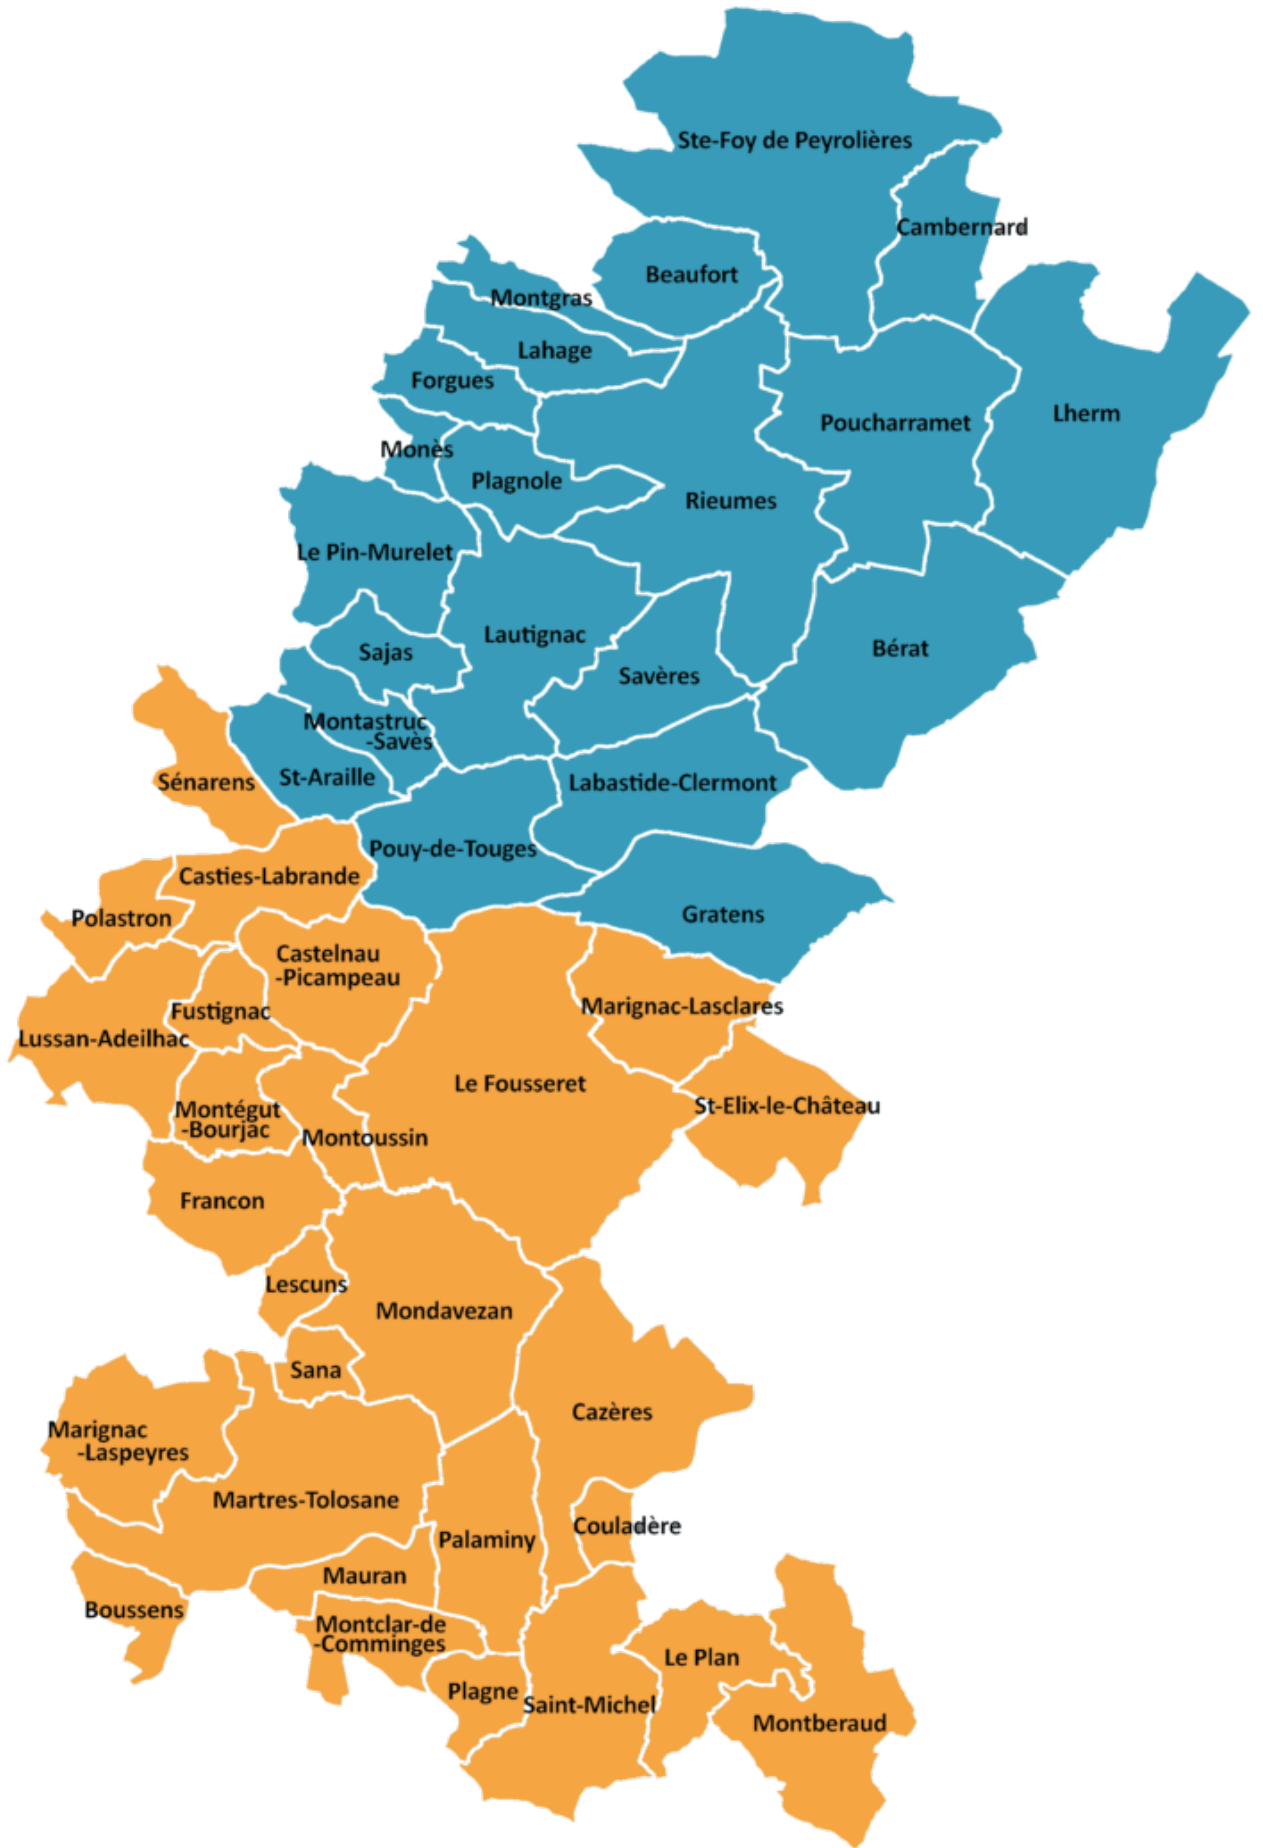 Ste-Foy de Peyrolières
Cambernard
Beaufort
Montgras
Lahage
Forgues
Lherm
Poucharramet
Monès
Plagnole
Rieumes
Le Pin-Murelet
Lautignac
Bérat
Sajas
Savères
Montastruc
-Savès
St-Araille
Sénarens
Labastide-Clermont
Pouy-de-Touges
Casties-Labrande
Polastron
Gratens
Castelnau
-Picampeau
Marignac-Lasclares
Fustignac
Lussan-Adeilhac
Le Fousseret
St-Elix-le-Château
Montégut
-Bourjac
Montoussin
Francon
Lescuns
Mondavezan
Sana
Cazères
Marignac
-Laspeyres
Martres-Tolosane
Couladère
Palaminy
Mauran
Boussens
Montclar-de
-Comminges
Le Plan
Plagne
Saint-Michel
Montberaud